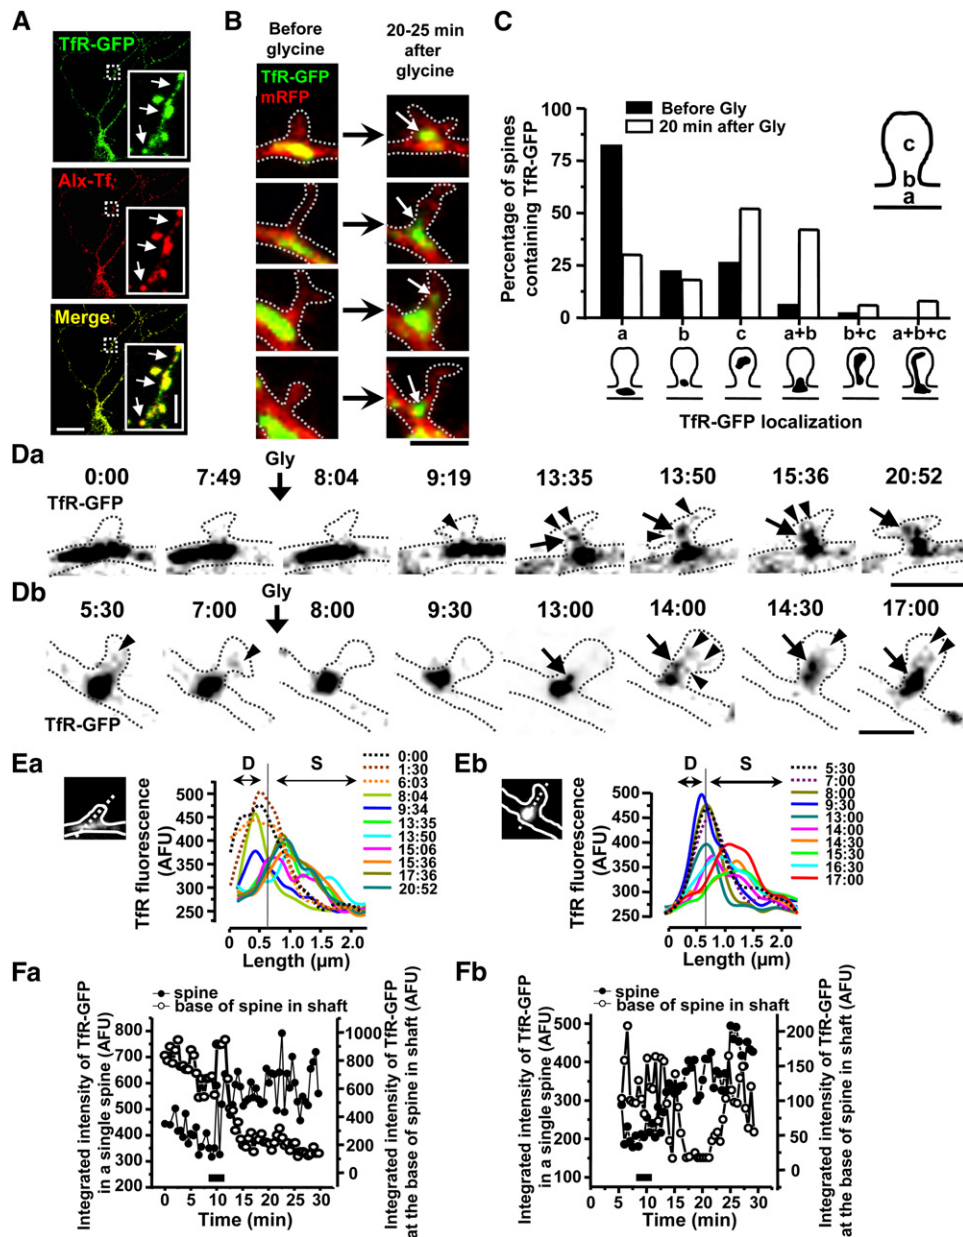 A
TfR-GFP
Alx-Tf
Merge
B
Before glycine
20-25 min after glycine
TfR-GFP
mRFP
C
Before Gly
20 min after Gly
Percentage of spines containing TfR-GFP
100
75
50
25
0
c
b
a
a b c a+b b+c a+b+c
TfR-GFP localization
Da
Gly
0:00 7:49 8:04 9:19 13:35 13:50 15:36 20:52
TfR-GFP
Db
Gly
5:30 7:00 8:00 9:30 13:00 14:00 14:30 17:00
TfR-GFP
Ea
D S
TfR fluorescence (AFU)
500
450
400
350
300
250
0 0.5 1.0 1.5 2.0
Length (µm)
0:00
1:30
6:03
8:04
9:34
13:35
13:50
15:06
15:36
17:36
20:52
Eb
D S
TfR fluorescence (AFU)
500
450
400
350
300
250
0 0.5 1.0 1.5 2.0
Length (µm)
5:30
7:00
8:00
9:30
13:00
14:00
14:30
15:30
16:30
17:00
Fa
spine
base of spine in shaft
Integrated intensity of TfR-GFP in a single spine (AFU)
800
700
600
500
400
300
200
0 5 10 15 20 25 30
Time (min)
1000
800
600
400
200
0
Integrated intensity of TfR-GFP at the base of spine in shaft (AFU)
Fb
spine
base of spine in shaft
Integrated intensity of TfR-GFP in a single spine (AFU)
500
400
300
200
100
0 5 10 15 20 25 30
Time (min)
200
150
100
50
0
Integrated intensity of TfR-GFP at the base of spine in shaft (AFU)